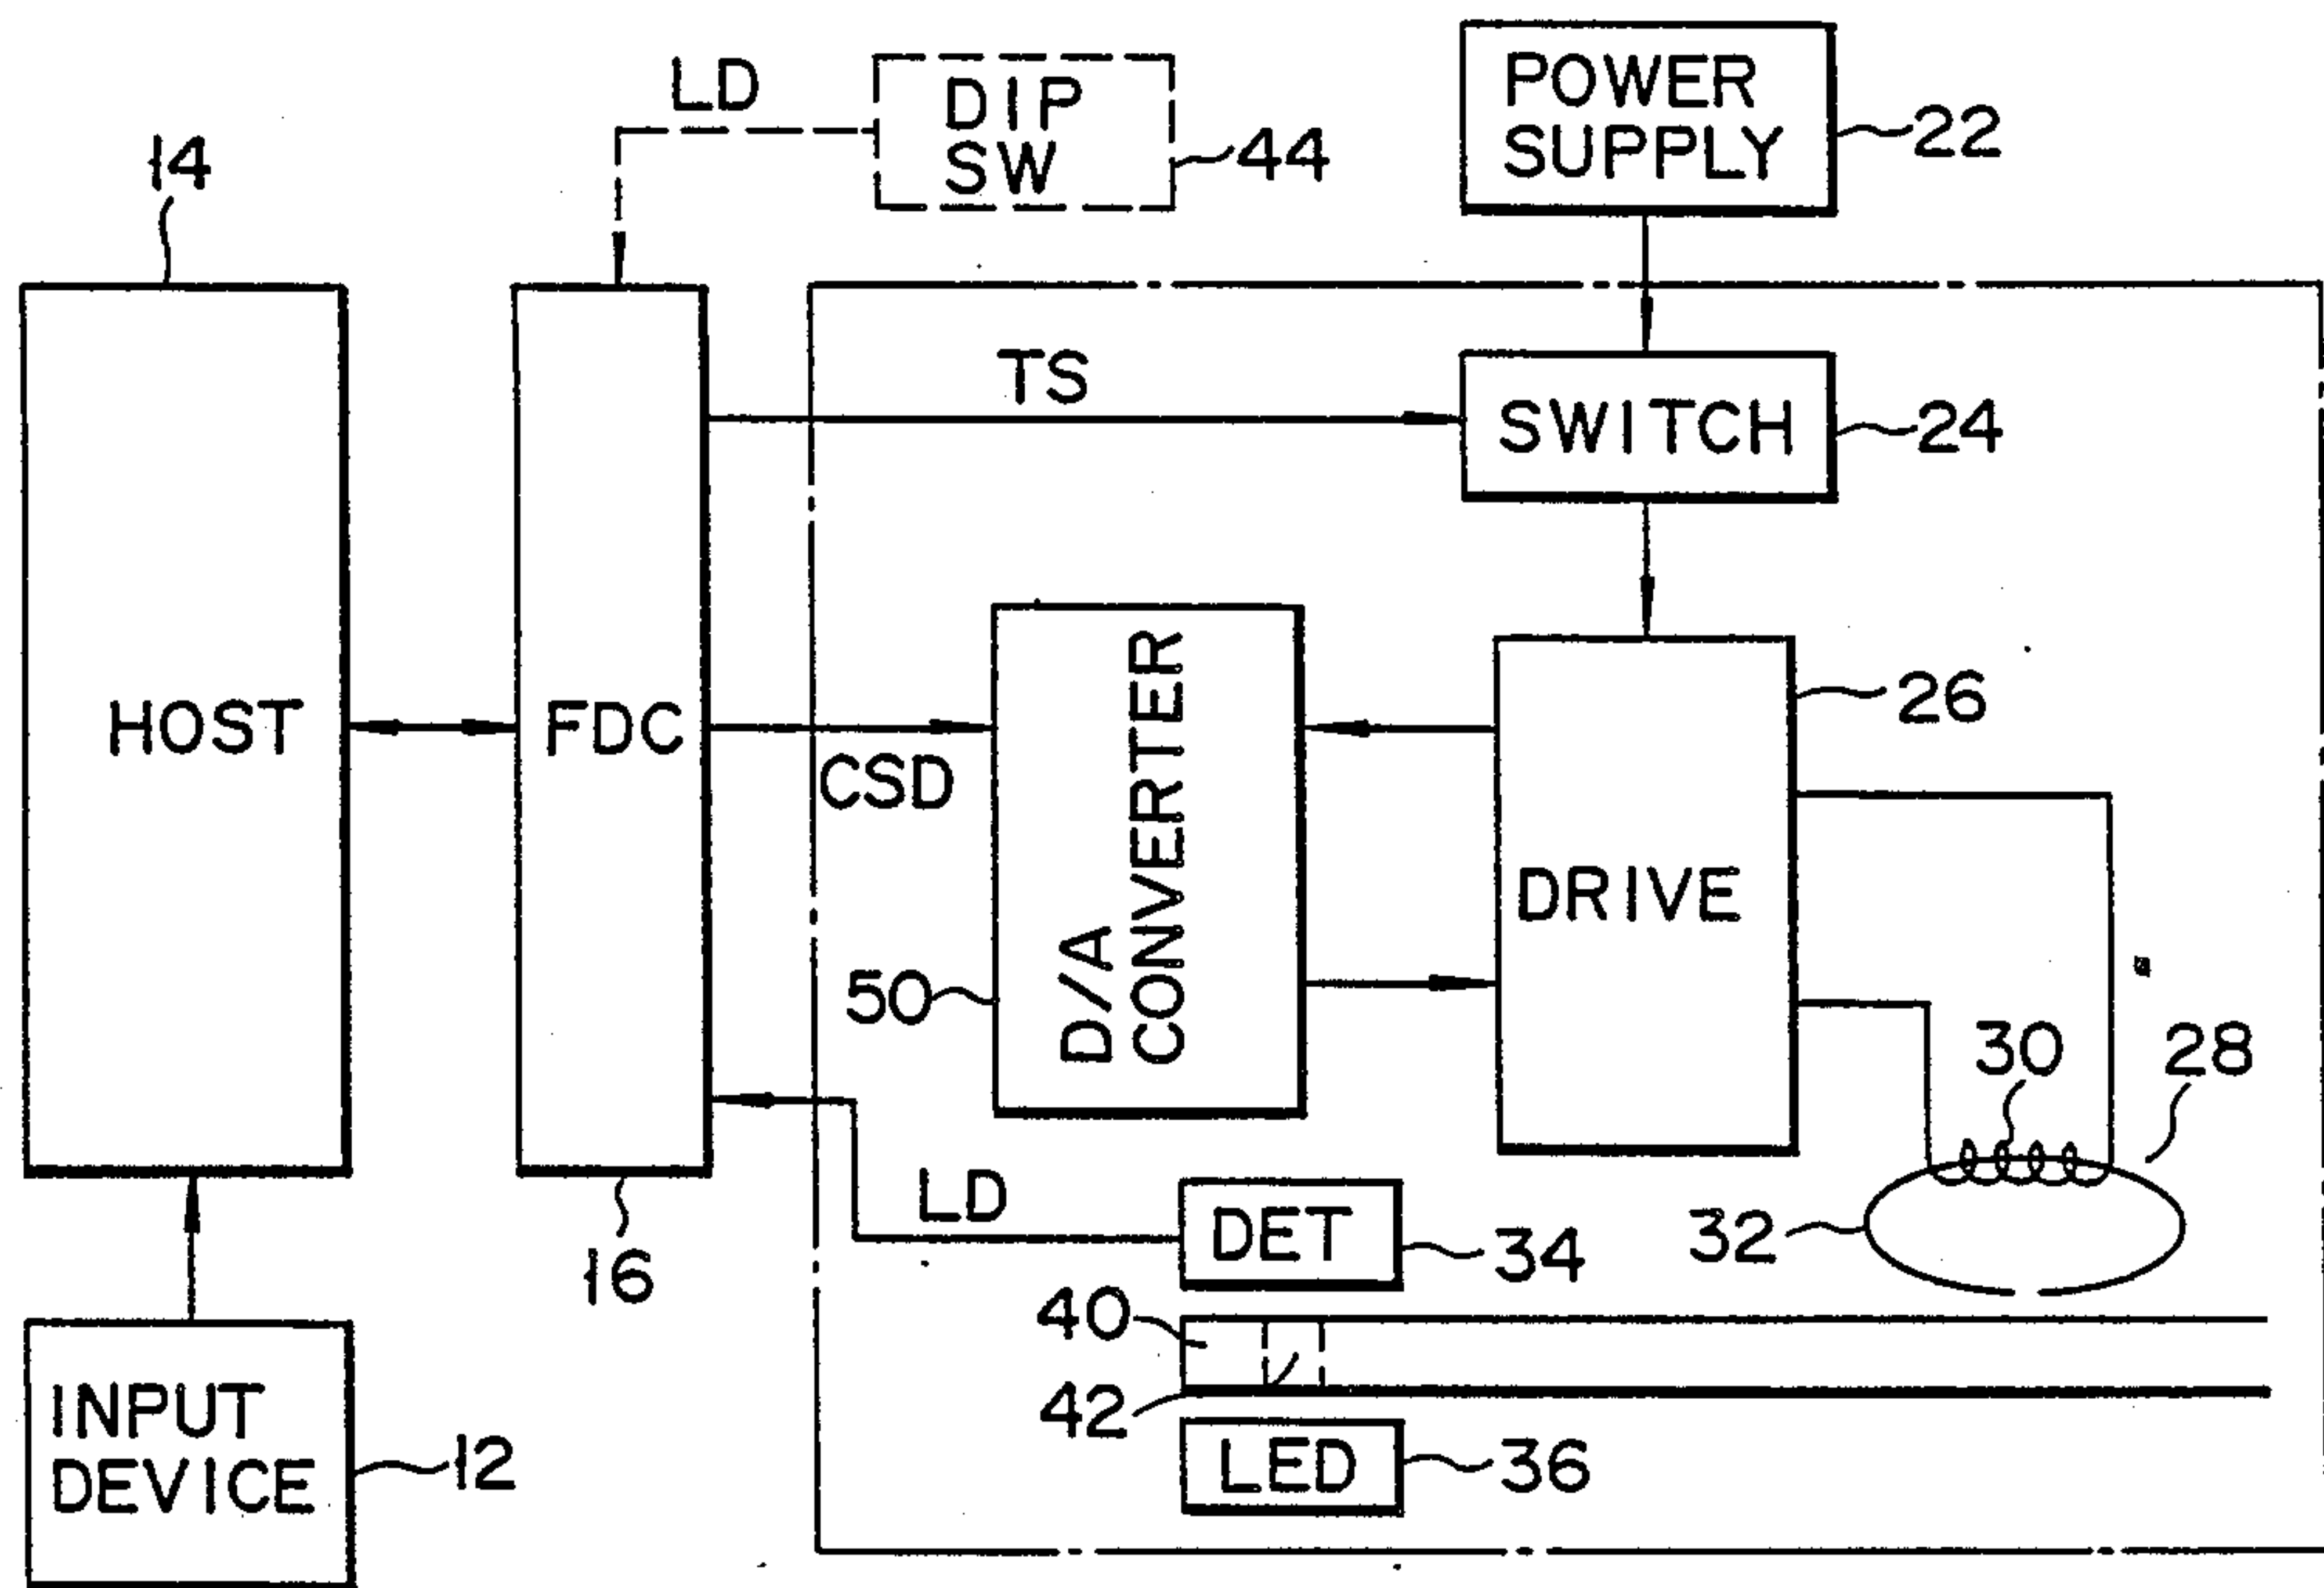 LD
DIP
SW
44
POWER
SUPPLY
22
14
TS
SWITCH
24
HOST
FDC
CSD
D/A
CONVERTER
50
DRIVE
26
30
28
32
LD
DET
34
16
40
42
LED
36
INPUT
DEVICE
12